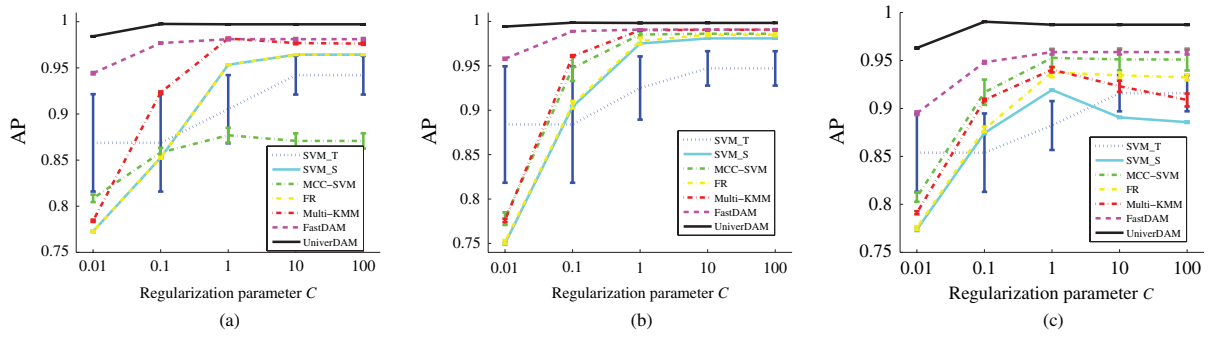 1
0.95
0.9
0.85
0.8
0.75
AP
0.01 0.1 1 10 100
Regularization parameter C
SVM_T
SVM_S
MCC−SVM
FR
Multi−KMM
FastDAM
UniverDAM
(a)
1
0.95
0.9
0.85
0.8
0.75
AP
0.01 0.1 1 10 100
Regularization parameter C
SVM_T
SVM_S
MCC−SVM
FR
Multi−KMM
FastDAM
UniverDAM
(b)
1
0.95
0.9
0.85
0.8
0.75
AP
0.01 0.1 1 10 100
Regularization parameter C
SVM_T
SVM_S
MCC−SVM
FR
Multi−KMM
FastDAM
UniverDAM
(c)